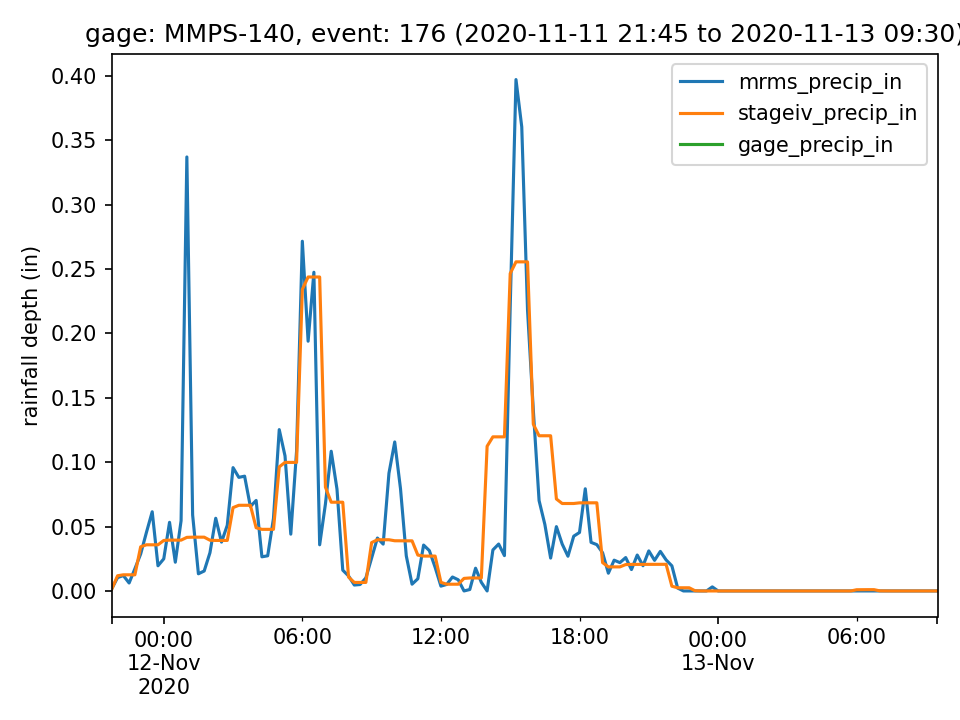 gage: MMPS-140, event: 176 (2020-11-11 21:45 to 2020-11-13 09:30)
mrms_precip_in
stageiv_precip_in
gage_precip_in
rainfall depth (in)
0.40
0.35
0.30
0.25
0.20
0.15
0.10
0.05
0.00
00:00 06:00 12:00 18:00 00:00 06:00
12-Nov 13-Nov
2020